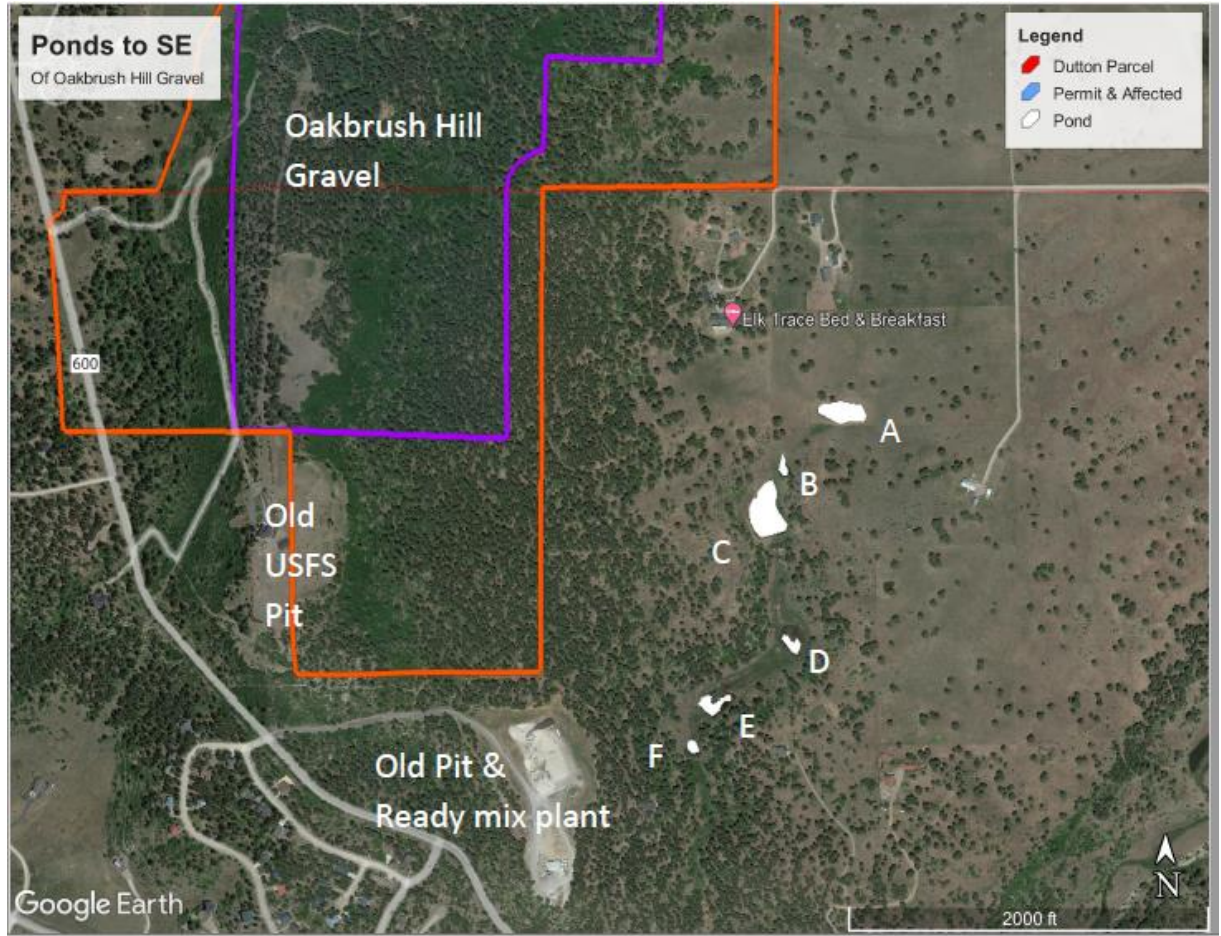 Ponds to SE
Of Oakbrush Hill Gravel
Legend
Dutton Parcel
Permit & Affected
Pond
Oakbrush Hill
Gravel
Elk Trace Bed & Breakfast
600
A
B
C
Old
USFS
Pit
D
E
F
Old Pit &
Ready mix plant
N
Google Earth
2000 ft